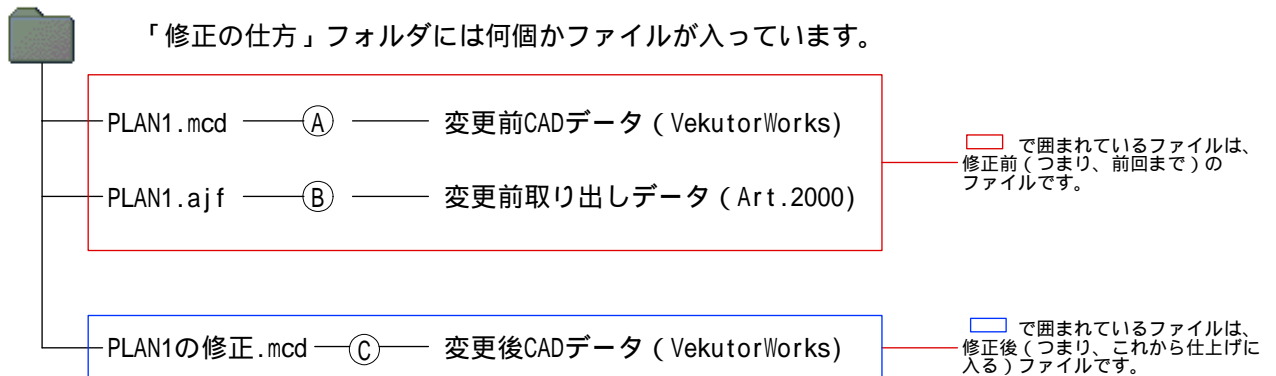 「修正の仕方」フォルダには何個かファイルが入っています。
PLAN1.mcd A 変更前CADデータ（VekutorWorks)
PLAN1.ajf B 変更前取り出しデータ（Art.2000)
で囲まれているファイルは、
修正前（つまり、前回まで）の
ファイルです。
PLAN1の修正.mcd C 変更後CADデータ（VekutorWorks)
で囲まれているファイルは、
修正後（つまり、これから仕上げに
入る）ファイルです。